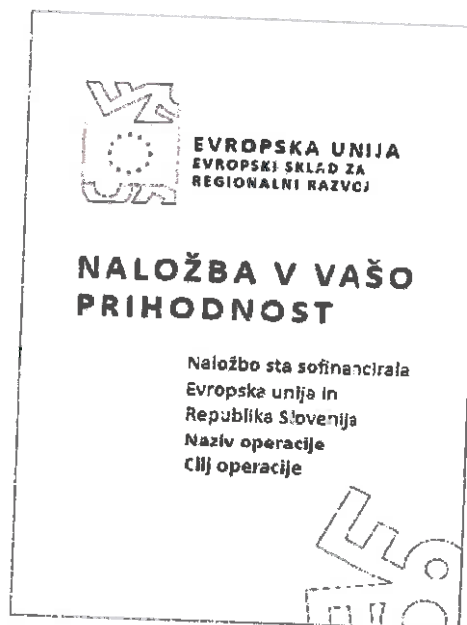 EVROPSKA UNIJA
EVROPSKI SKLAD ZA
REGIONALNI RAZVOJ
NALOŽBA V VAŠO
PRIHODNOST
Naložbo sta sofinancirala
Evropska unija in
Republika Slovenija
Naziv operacije
Cilj operacije